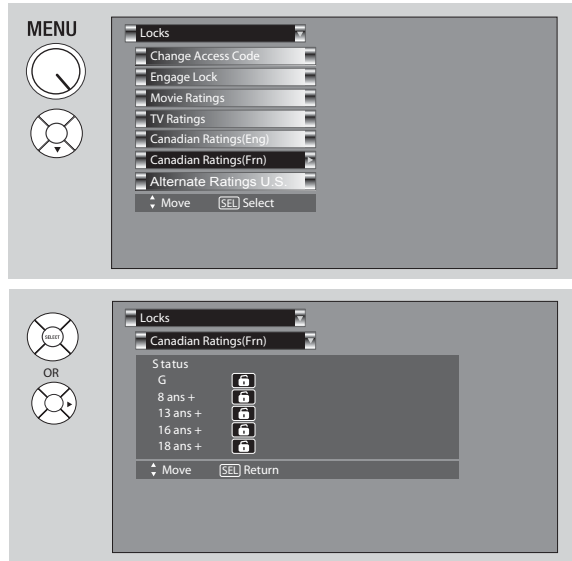 MENU
Locks
Change Access Code
Engage Lock
Movie Ratings
TV Ratings
Canadian Ratings(Eng)
Canadian Ratings(Frn)
Alternate Ratings U.S.
Move SEL Select
SELECT
OR
Locks
Canadian Ratings(Frn)
Status
G
8 ans +
13 ans +
16 ans +
18 ans +
Move SEL Return